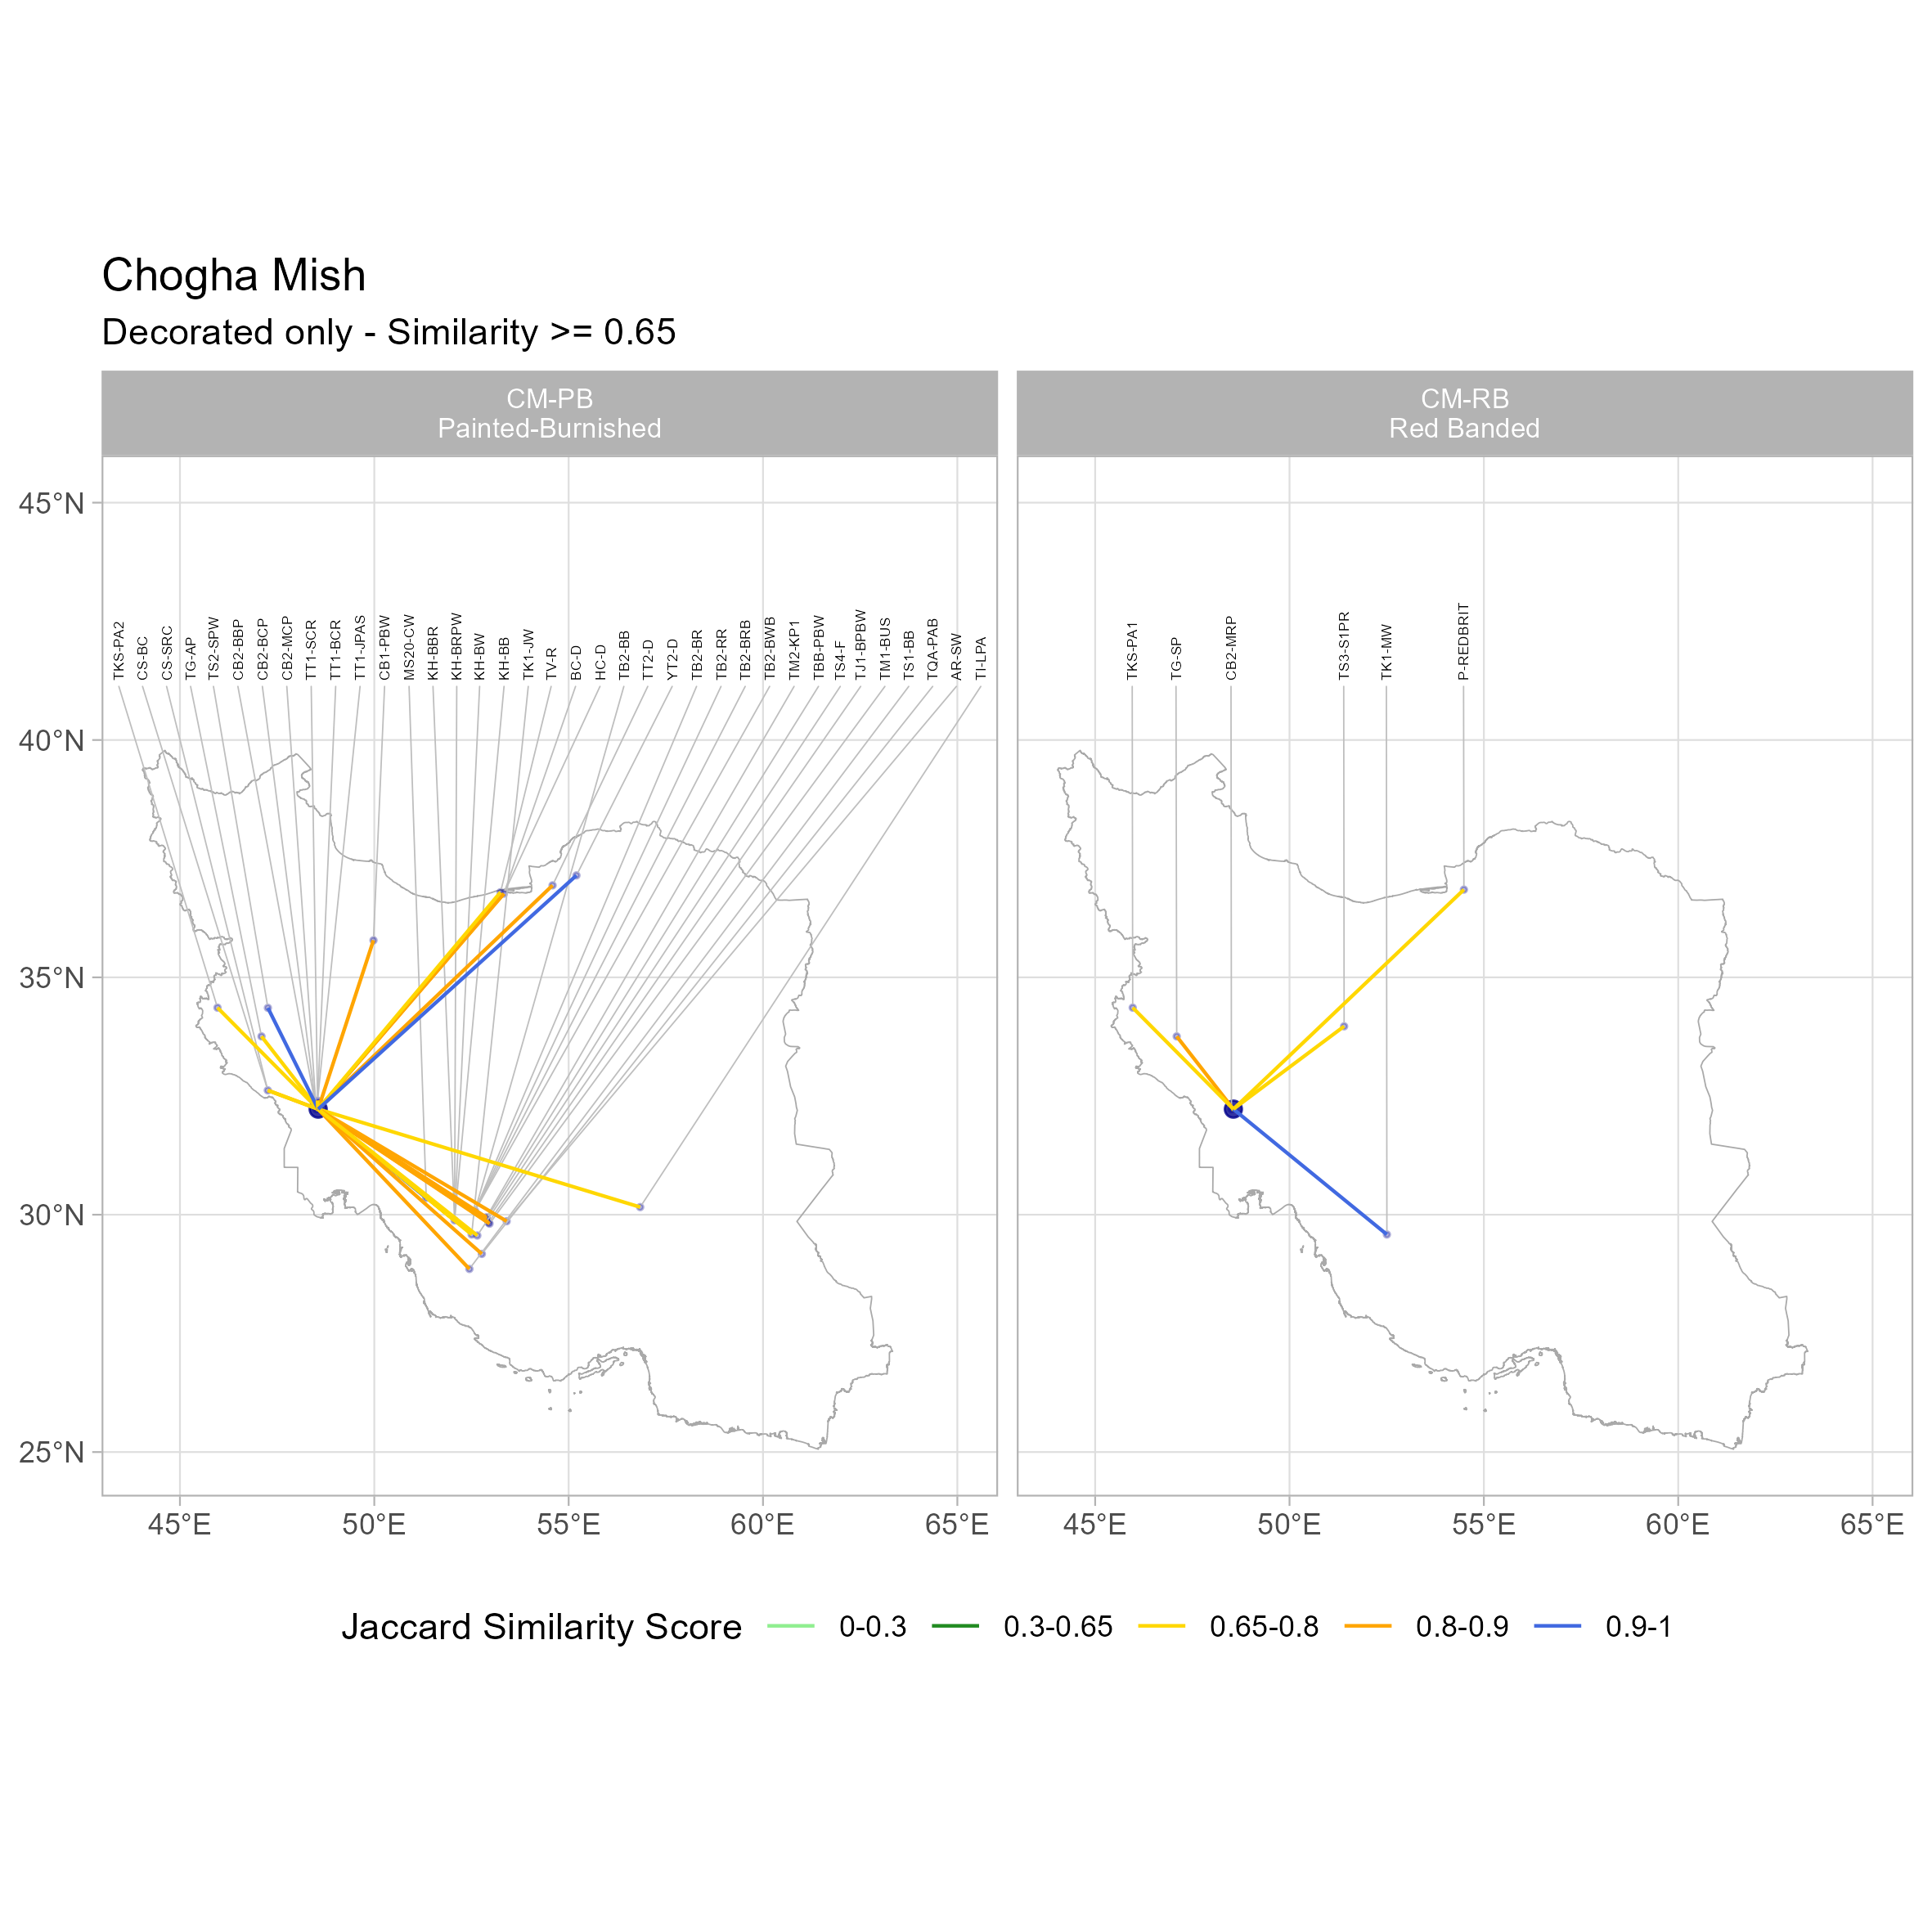 Chogha Mish
Decorated only - Similarity >= 0.65
CM-PB
Painted-Burnished
CM-RB
Red Banded
TKS-PA2
CS-BC
CS-SRC
TG-AP
TS2-SPW
CB2-BBP
CB2-BCP
CB2-MCP
TT1-SCR
TT1-BCR
TT1-JPAS
CB1-PBW
MS20-CW
KH-BBR
KH-BRPW
KH-BW
KH-BB
TK1-JW
TV-R
BC-D
HC-D
TB2-BB
TT2-D
YT2-D
TB2-BR
TB2-RR
TB2-BRB
TB2-BWB
TM2-KP1
TBB-PBW
TS4-F
TJ1-BPBW
TM1-BUS
TS1-BB
TQA-PAB
AR-SW
TI-LPA
TKS-PA1
TG-SP
CB2-MRP
TS3-S1PR
TK1-MW
P-REDBRIT
45°N
40°N
35°N
30°N
25°N
45°E 50°E 55°E 60°E 65°E
45°E 50°E 55°E 60°E 65°E
Jaccard Similarity Score 0-0.3 0.3-0.65 0.65-0.8 0.8-0.9 0.9-1